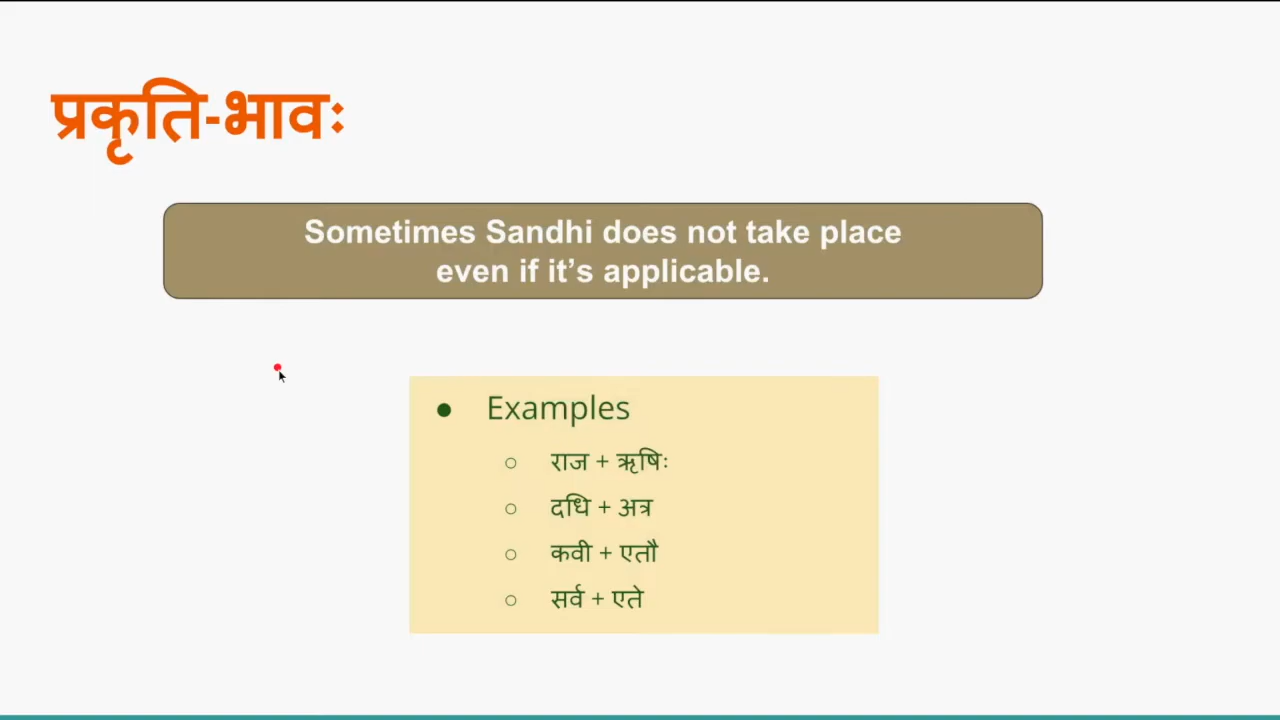 प्रकृति-भावः
Sometimes Sandhi does not take place
even if it’s applicable.
● Examples
○ राज + ऋषिः
○ दधि + अत्र
○ कवी + एतौ
○ सर्व + एते